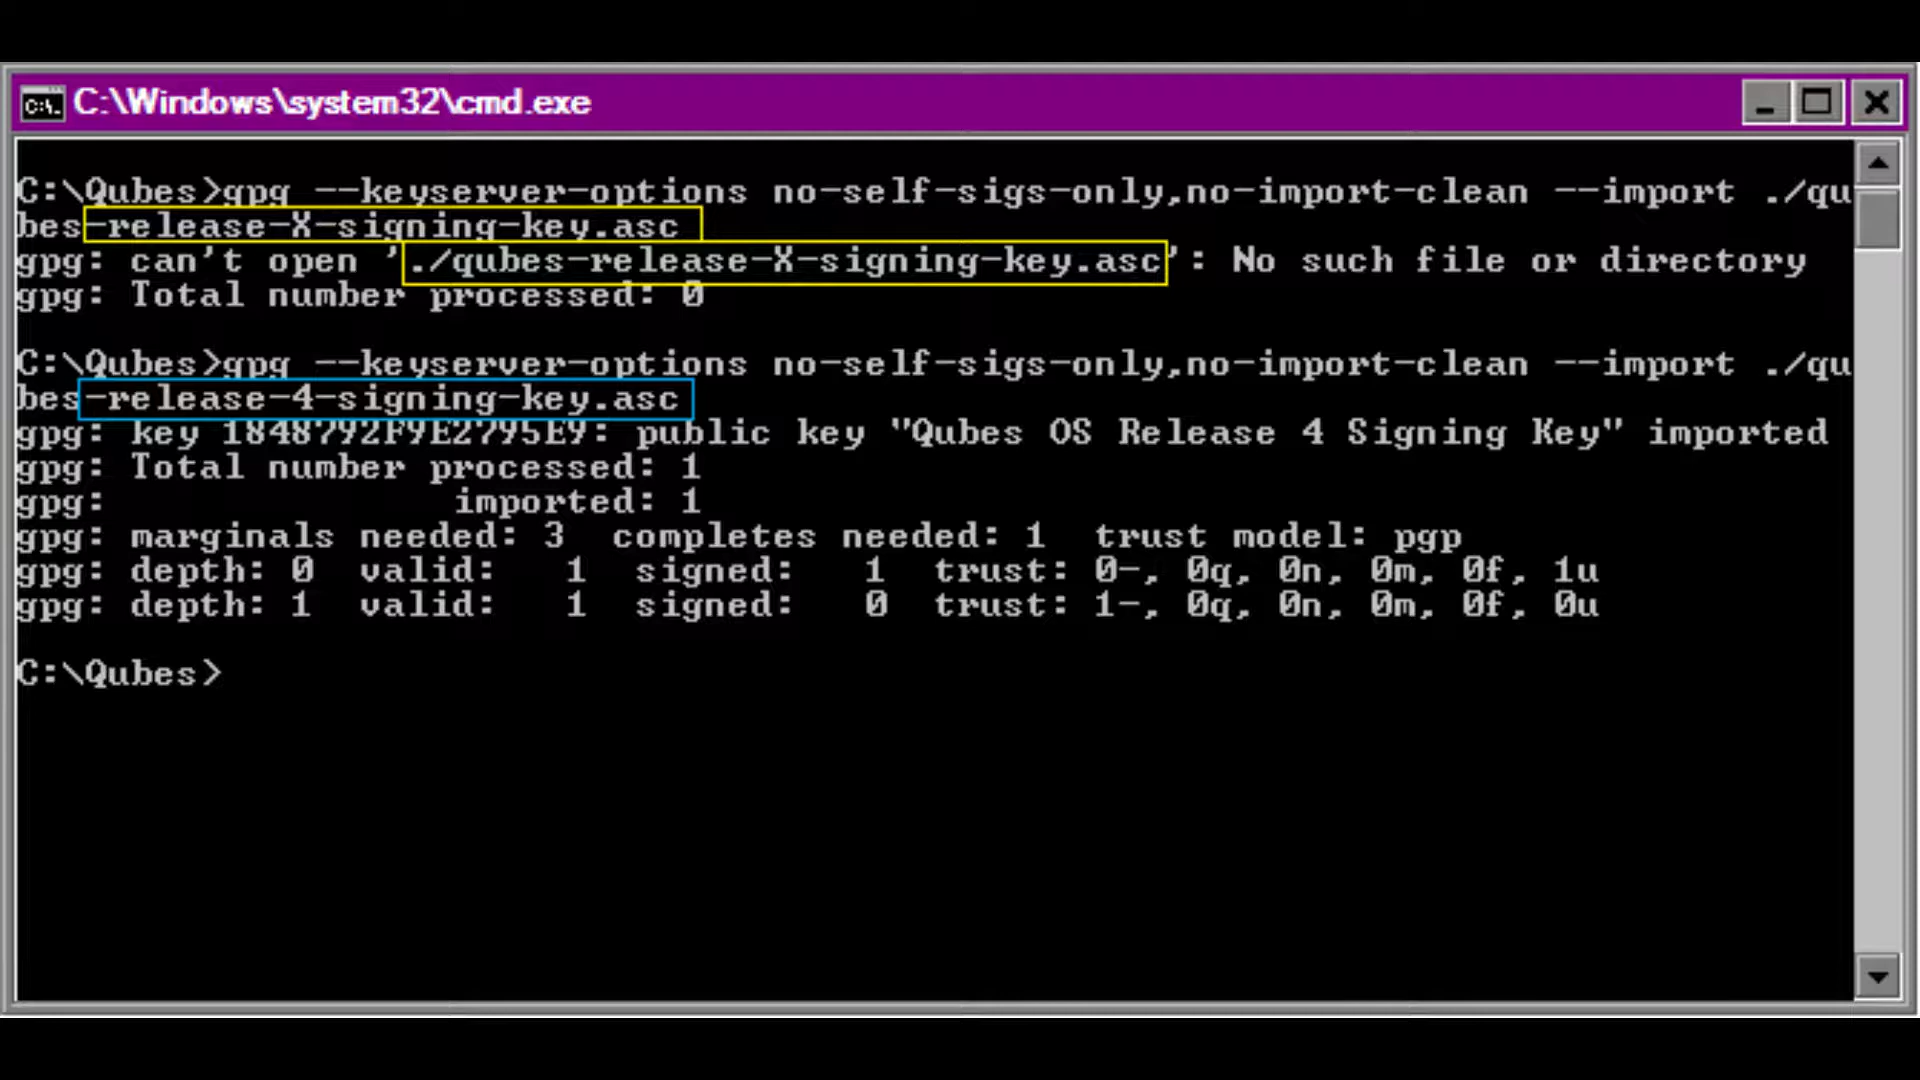 C:\Windows\system32\cmd.exe
C:\Qubes>gpg --keyserver-options no-self-sigs-only,no-import-clean --import ./qu
bes-release-X-signing-key.asc
gpg: can't open './qubes-release-X-signing-key.asc': No such file or directory
gpg: Total number processed: 0
C:\Qubes>gpg --keyserver-options no-self-sigs-only,no-import-clean --import ./qu
bes-release-4-signing-key.asc
gpg: key 1848792F9E2795E9: public key "Qubes OS Release 4 Signing Key" imported
gpg: Total number processed: 1
gpg:               imported: 1
gpg: marginals needed: 3  completes needed: 1  trust model: pgp
gpg: depth: 0  valid:   1  signed:   1  trust: 0-, 0q, 0n, 0m, 0f, 1u
gpg: depth: 1  valid:   1  signed:   0  trust: 1-, 0q, 0n, 0m, 0f, 0u
C:\Qubes>